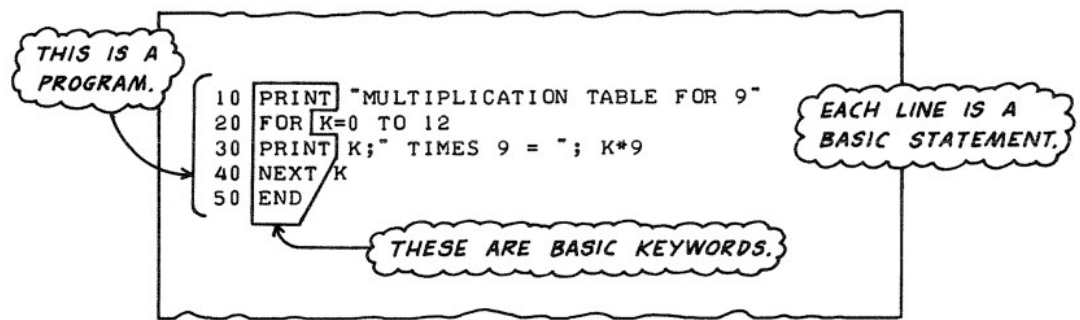 THIS IS A
PROGRAM.
10 PRINT "MULTIPLICATION TABLE FOR 9"
20 FOR K=0 TO 12
30 PRINT K;" TIMES 9 = "; K*9
40 NEXT K
50 END
EACH LINE IS A
BASIC STATEMENT.
THESE ARE BASIC KEYWORDS.